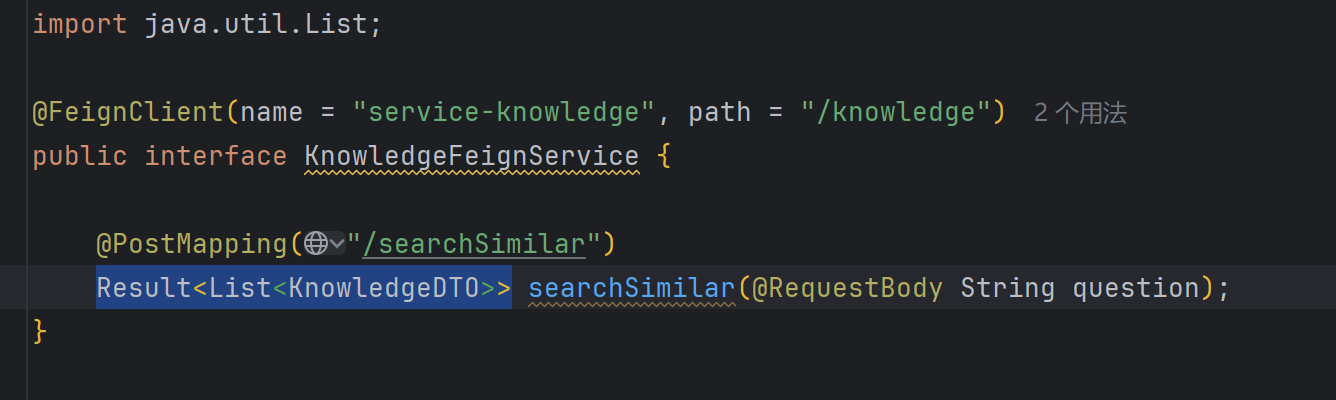 import java.util.List;
@FeignClient(name = "service-knowledge", path = "/knowledge") 2 个用法
public interface KnowledgeFeignService {
@PostMapping("/searchSimilar")
Result<List<KnowledgeDTO>> searchSimilar(@RequestBody String question);
}